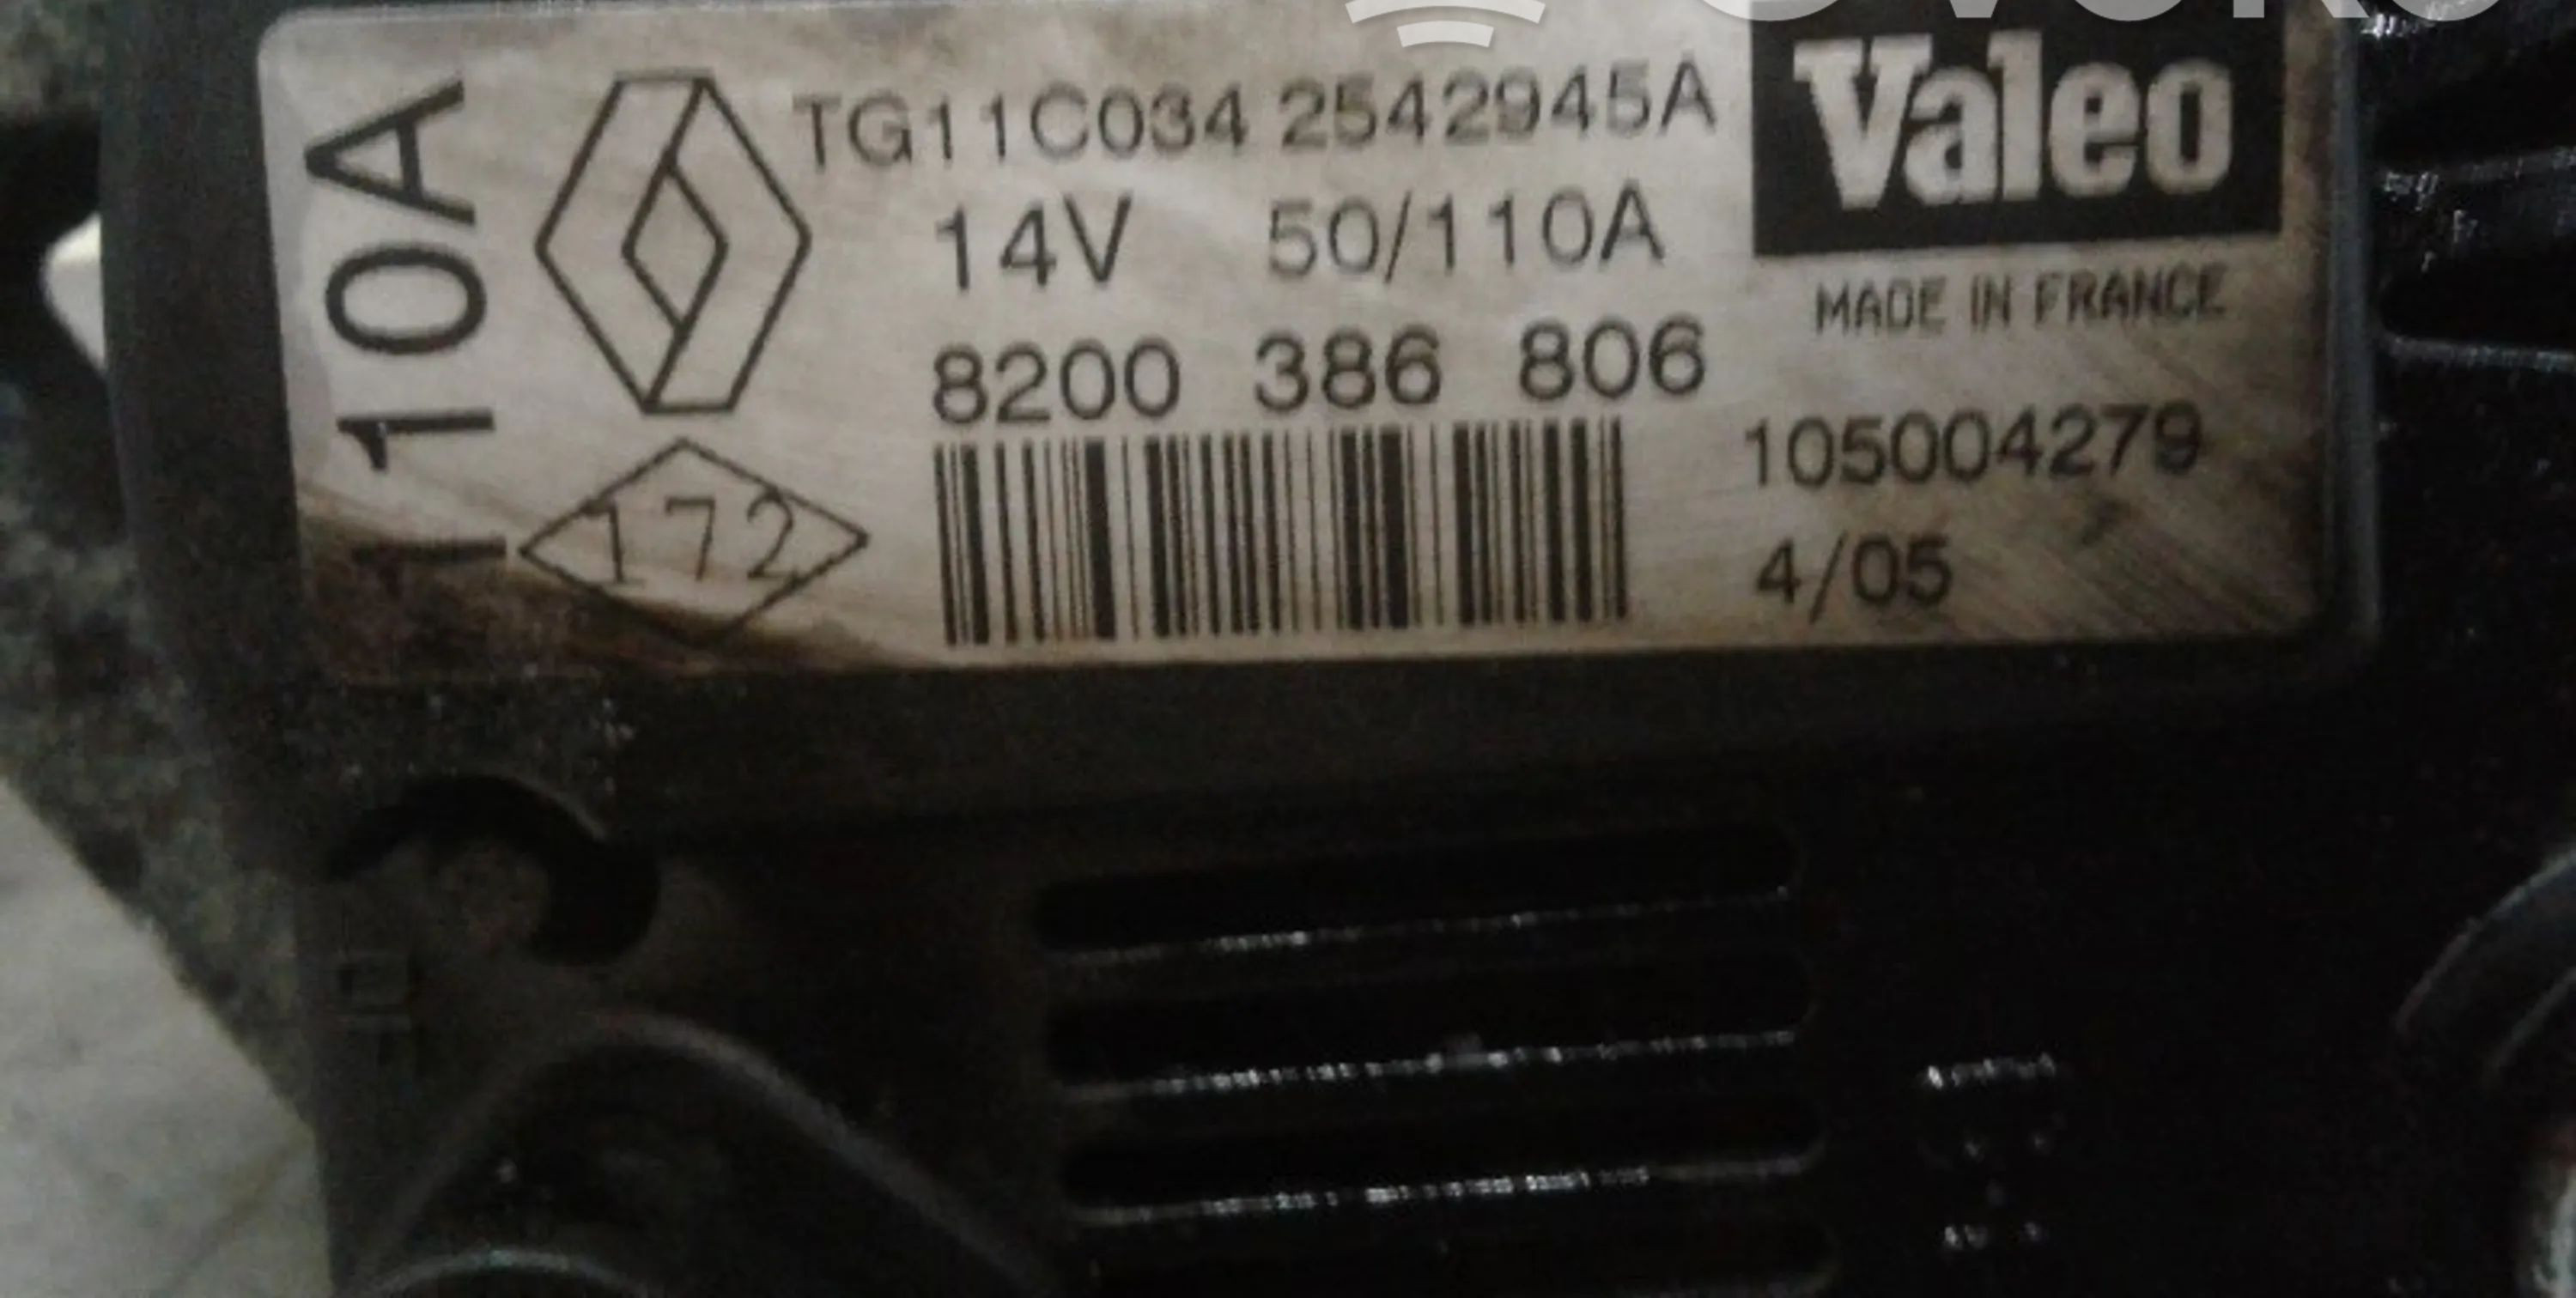 110A
TG11C034 2542945A
14V 50/110A
8200 386 806
172
Valeo
MADE IN FRANCE
105004279
4/05